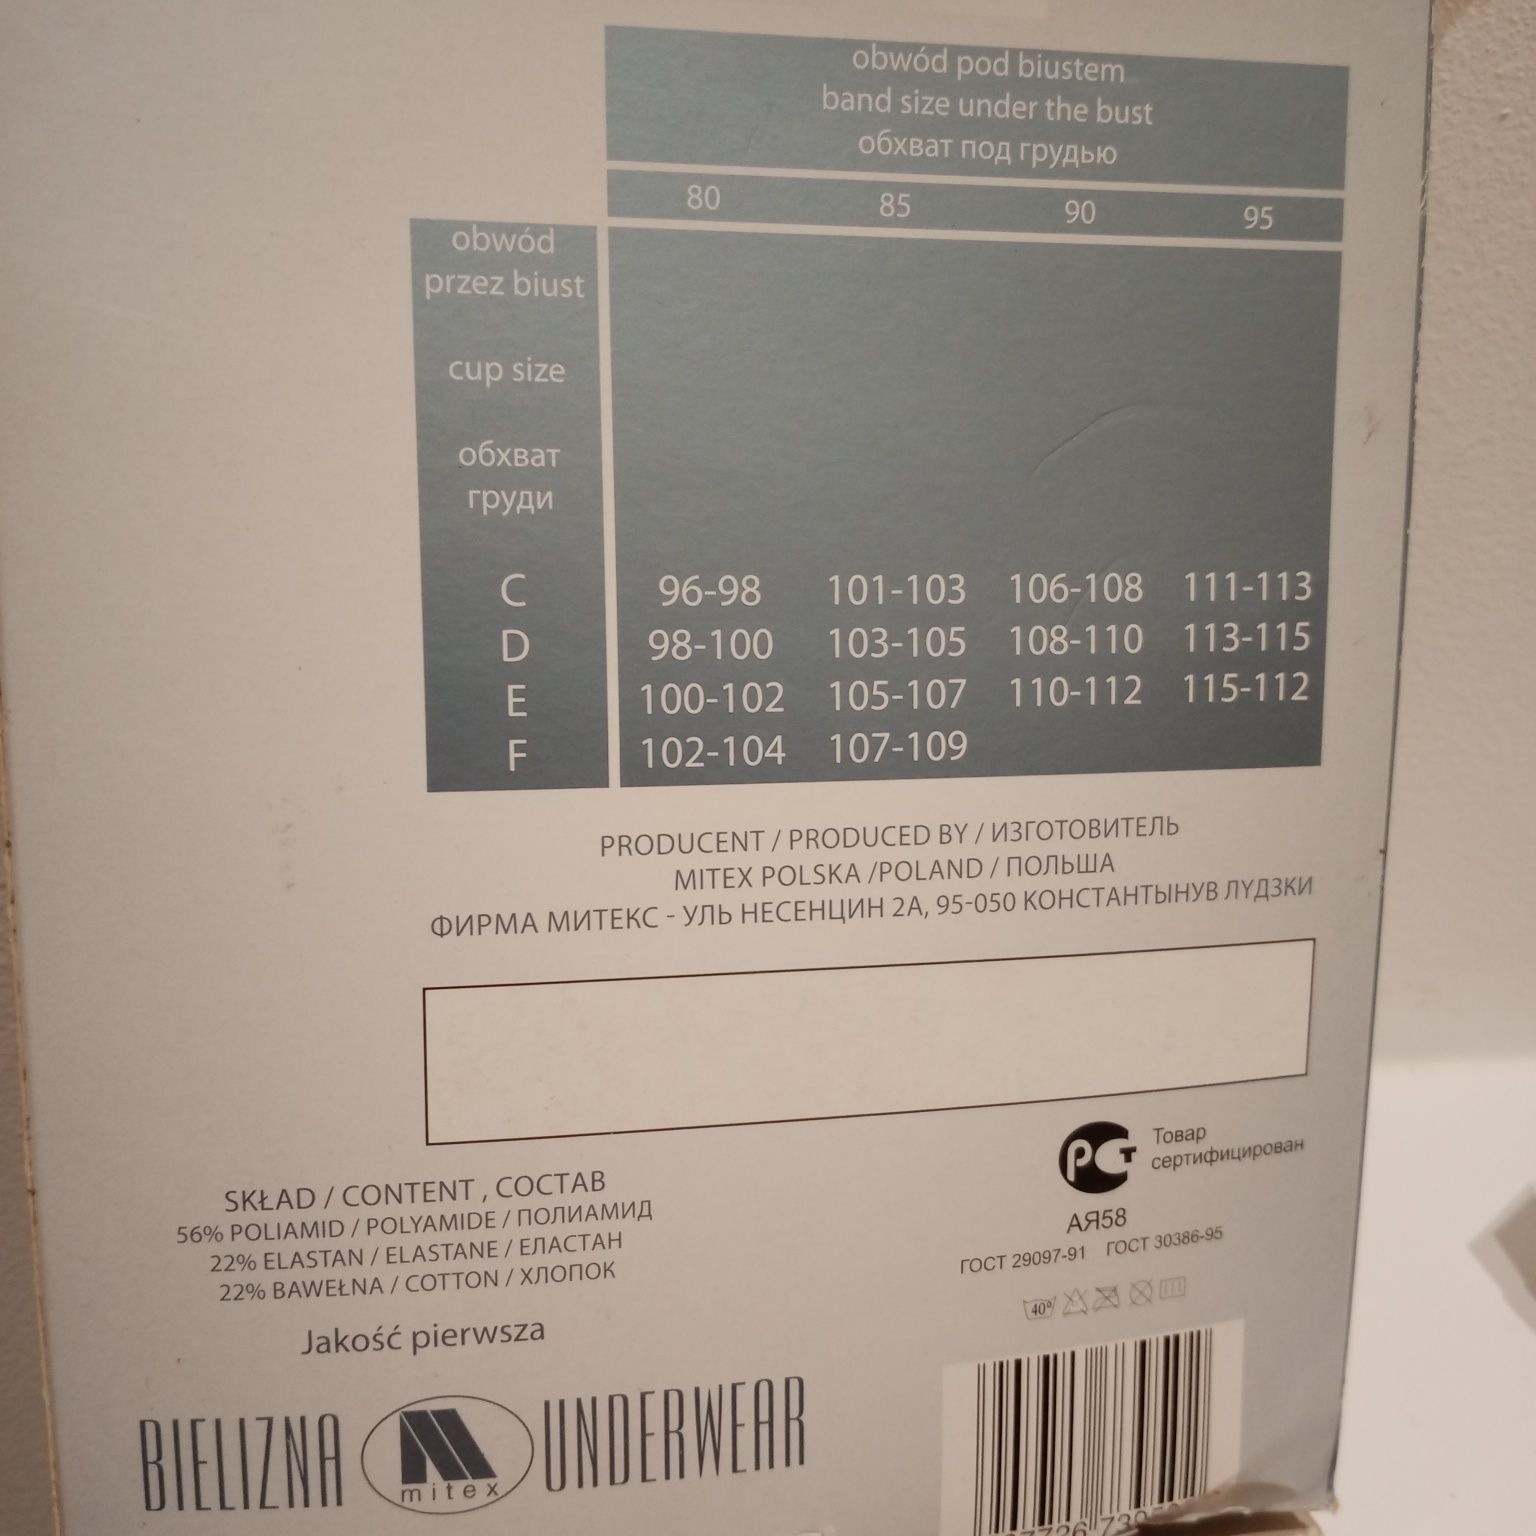 obwód pod biustem
band size under the bust
обхват под грудью
80 85 90 95
obwód
przez biust
cup size
обхват
груди
C 96-98 101-103 106-108 111-113
D 98-100 103-105 108-110 113-115
E 100-102 105-107 110-112 115-112
F 102-104 107-109
PRODUCENT / PRODUCED BY / ИЗГОТОВИТЕЛЬ
MITEX POLSKA /POLAND / ПОЛЬША
ФИРМА МИТЕКС - УЛЬ НЕСЕНЦИН 2А, 95-050 КОНСТАНТЫНУВ ЛУДЗКИ
РСТ Товар
сертифицирован
АЯ58
ГОСТ 29097-91 ГОСТ 30386-95
40°
SKŁAD / CONTENT , СОСТАВ
56% POLIAMID / POLYAMIDE / ПОЛИАМИД
22% ELASTAN / ELASTANE / ЕЛАСТАН
22% BAWEŁNA / COTTON / ХЛОПОК
Jakość pierwsza
BIELIZNA mitex UNDERWEAR